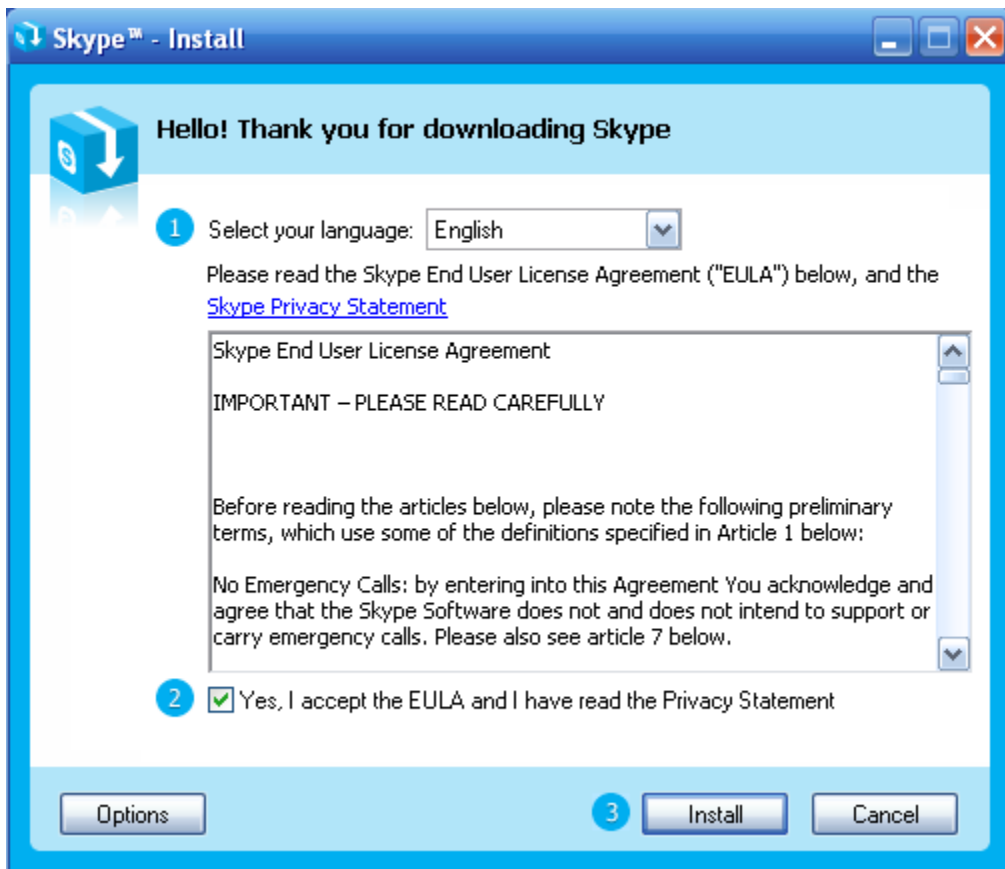 Skype™ - Install
Hello! Thank you for downloading Skype
1 Select your language: English
Please read the Skype End User License Agreement ("EULA") below, and the
Skype Privacy Statement
Skype End User License Agreement
IMPORTANT – PLEASE READ CAREFULLY
Before reading the articles below, please note the following preliminary
terms, which use some of the definitions specified in Article 1 below:
No Emergency Calls: by entering into this Agreement You acknowledge and
agree that the Skype Software does not and does not intend to support or
carry emergency calls. Please also see article 7 below.
2 Yes, I accept the EULA and I have read the Privacy Statement
Options 3 Install Cancel